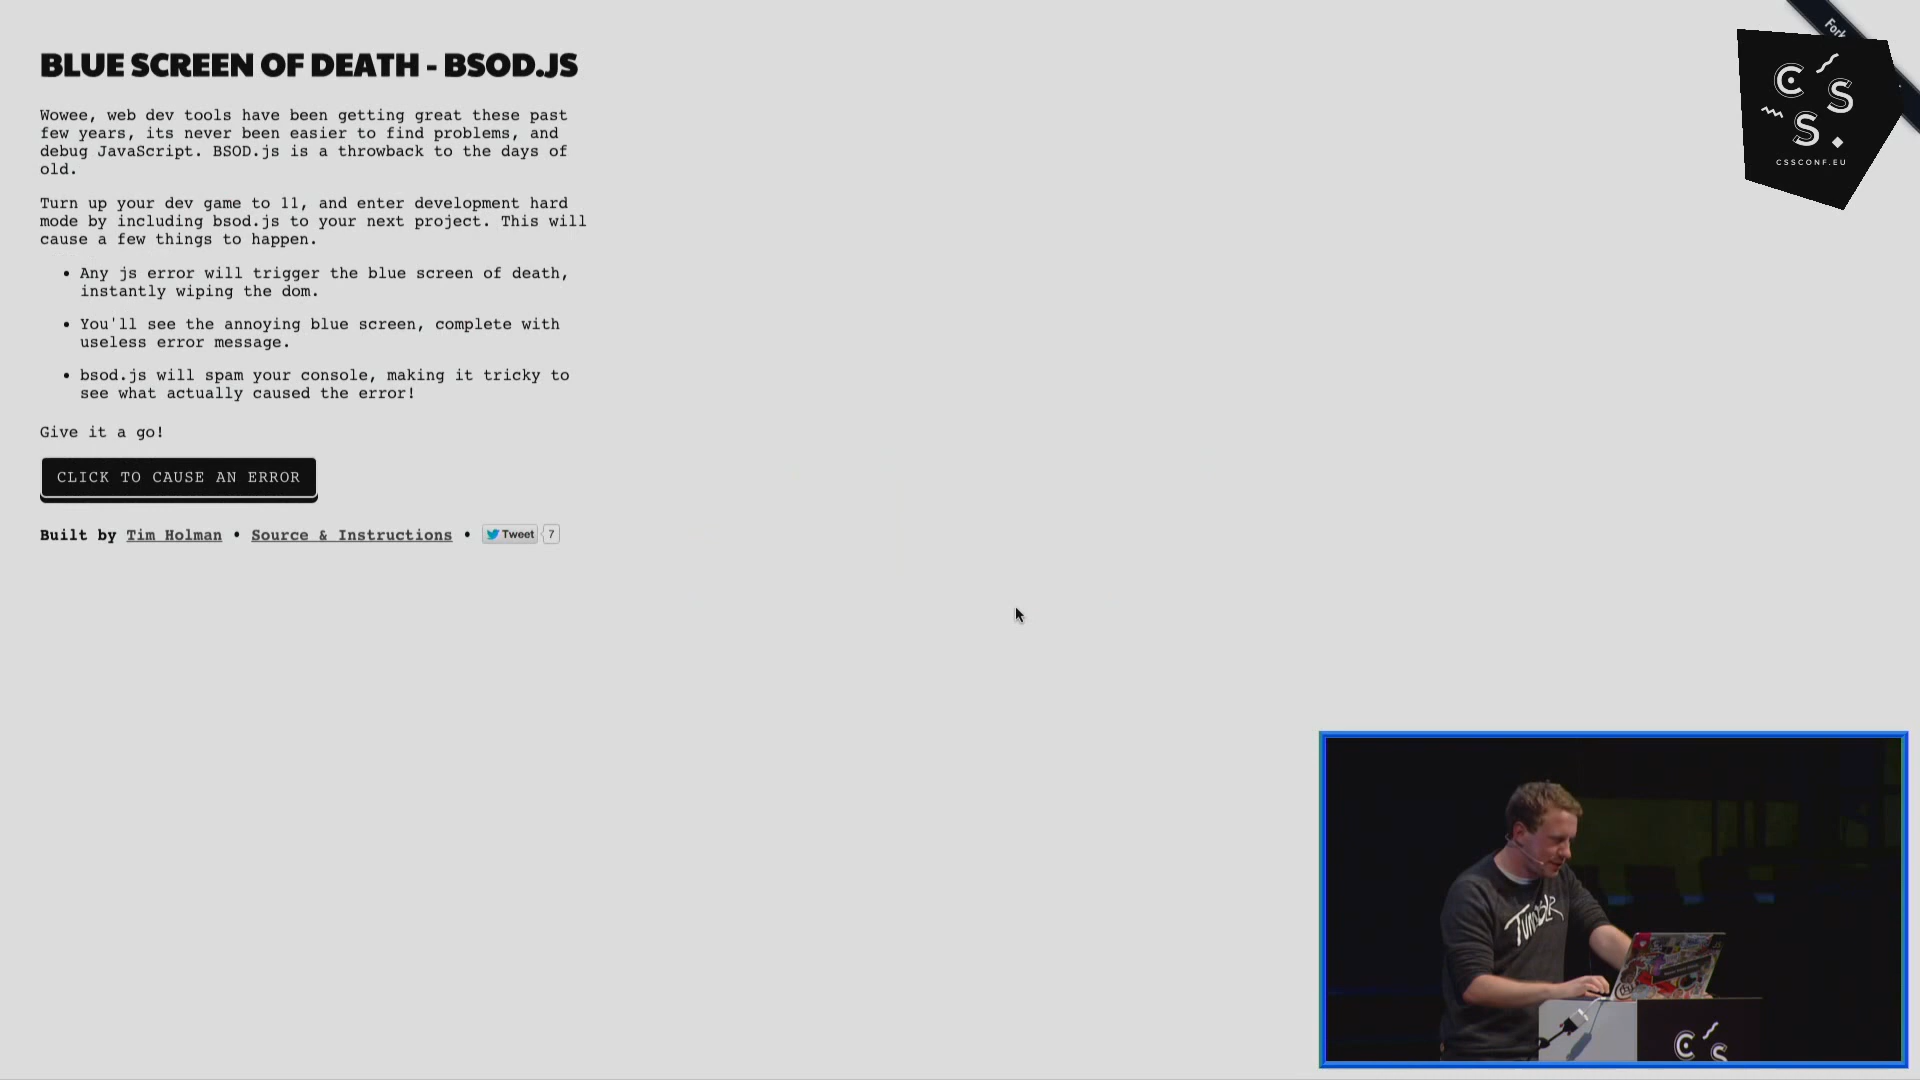 BLUE SCREEN OF DEATH - BSOD.JS
Wowee, web dev tools have been getting great these past
few years, its never been easier to find problems, and
debug JavaScript. BSOD.js is a throwback to the days of
old.
Turn up your dev game to 11, and enter development hard
mode by including bsod.js to your next project. This will
cause a few things to happen.
• Any js error will trigger the blue screen of death,
instantly wiping the dom.
• You'll see the annoying blue screen, complete with
useless error message.
• bsod.js will spam your console, making it tricky to
see what actually caused the error!
Give it a go!
CLICK TO CAUSE AN ERROR
Built by Tim Holman • Source & Instructions • Tweet 7
Fork
C S
S.
CSSCONF.EU
Tumblr
C S